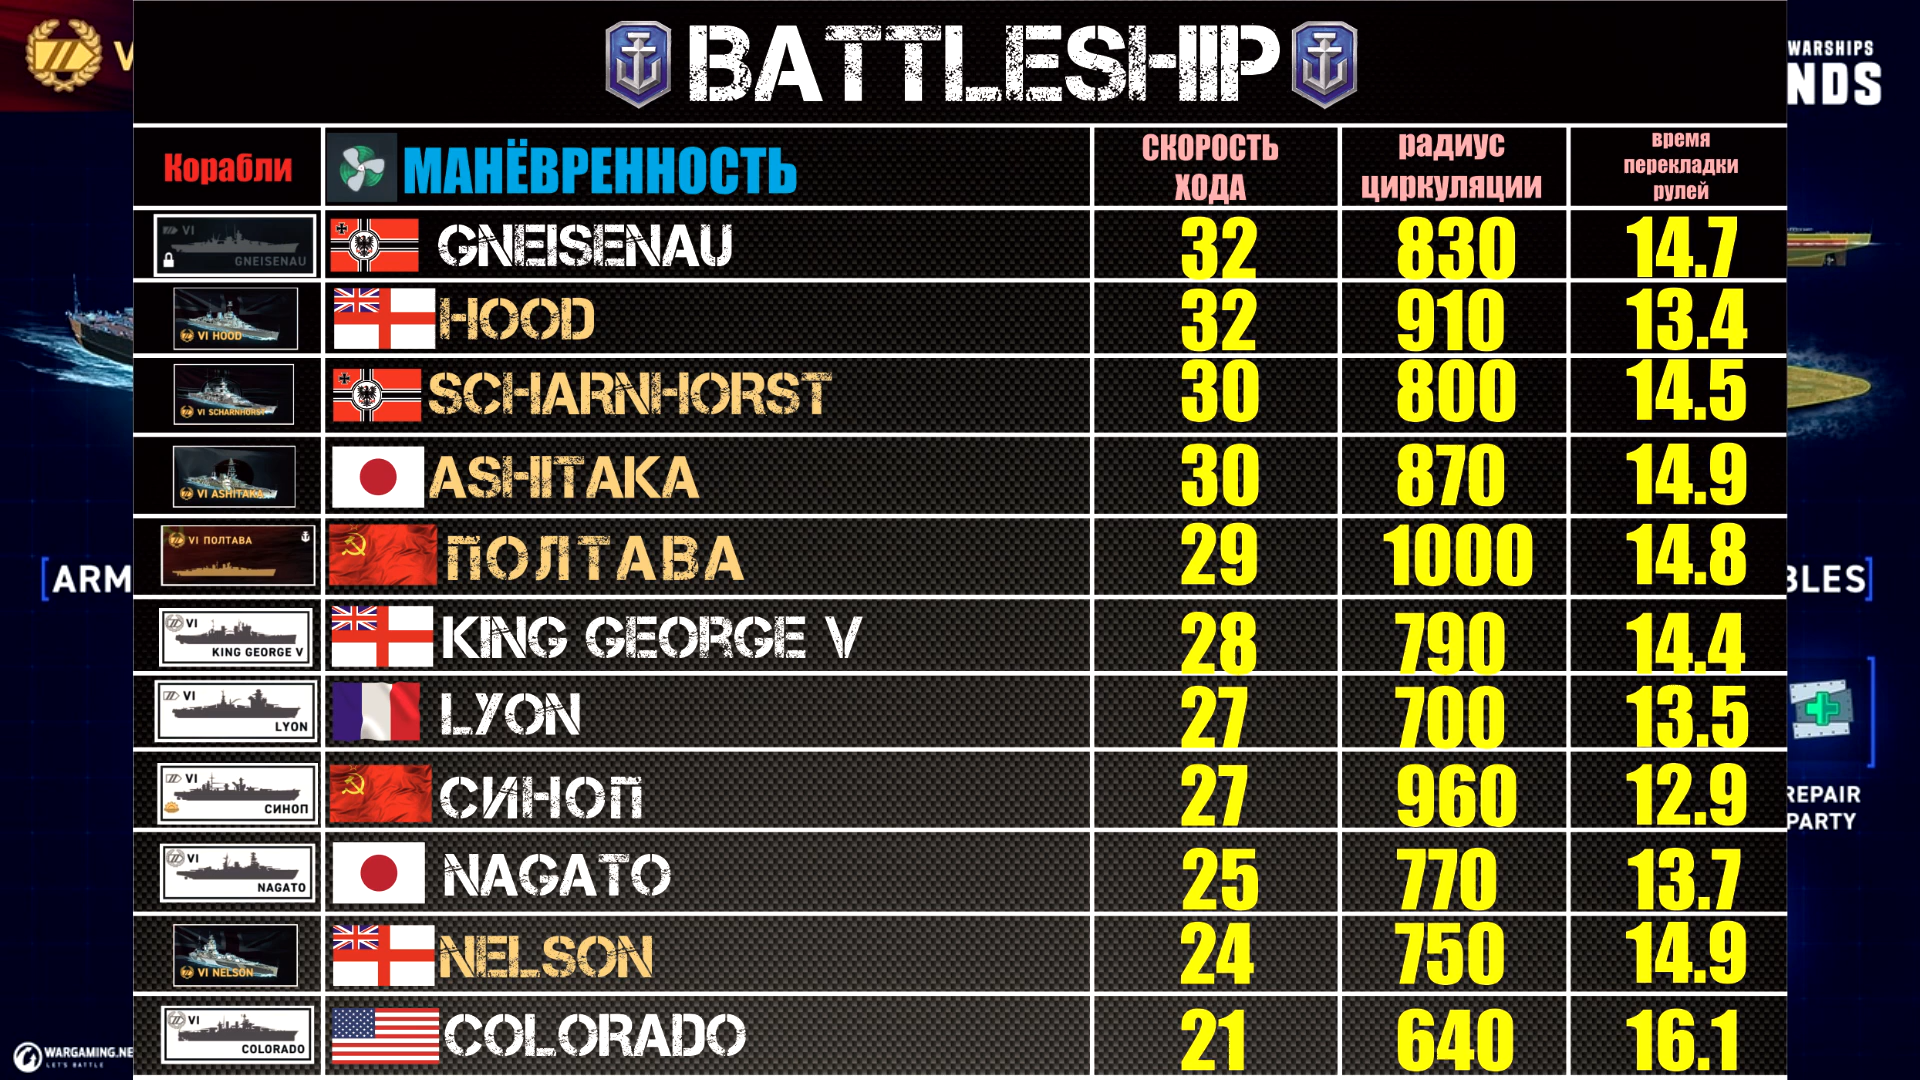 V
BATTLESHIP
WARSHIPS
NDS
Корабли
МАНЁВРЕННОСТЬ
СКОРОСТЬ
ХОДА
радиус
циркуляции
время
перекладки
рулей
VI
GNEISENAU
GNEISENAU
32
830
14.7
VI HOOD
HOOD
32
910
13.4
VI SCHARNHORST
SCHARNHORST
30
800
14.5
VI ASHITAKA
ASHITAKA
30
870
14.9
[ARM
VI ПОЛТАВА
ПОЛТАВА
29
1000
14.8
BLES]
VI
KING GEORGE V
KING GEORGE V
28
790
14.4
VI
LYON
LYON
27
700
13.5
VI
СИНОП
СИНОП
27
960
12.9
REPAIR
PARTY
VI
NAGATO
NAGATO
25
770
13.7
VI NELSON
NELSON
24
750
14.9
VI
COLORADO
COLORADO
21
640
16.1
WARGAMING.NE
LET'S BATTLE